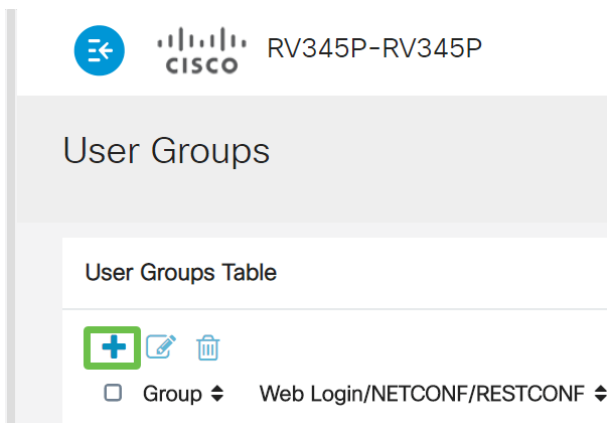 CISCO RV345P-RV345P
User Groups
User Groups Table
Group Web Login/NETCONF/RESTCONF